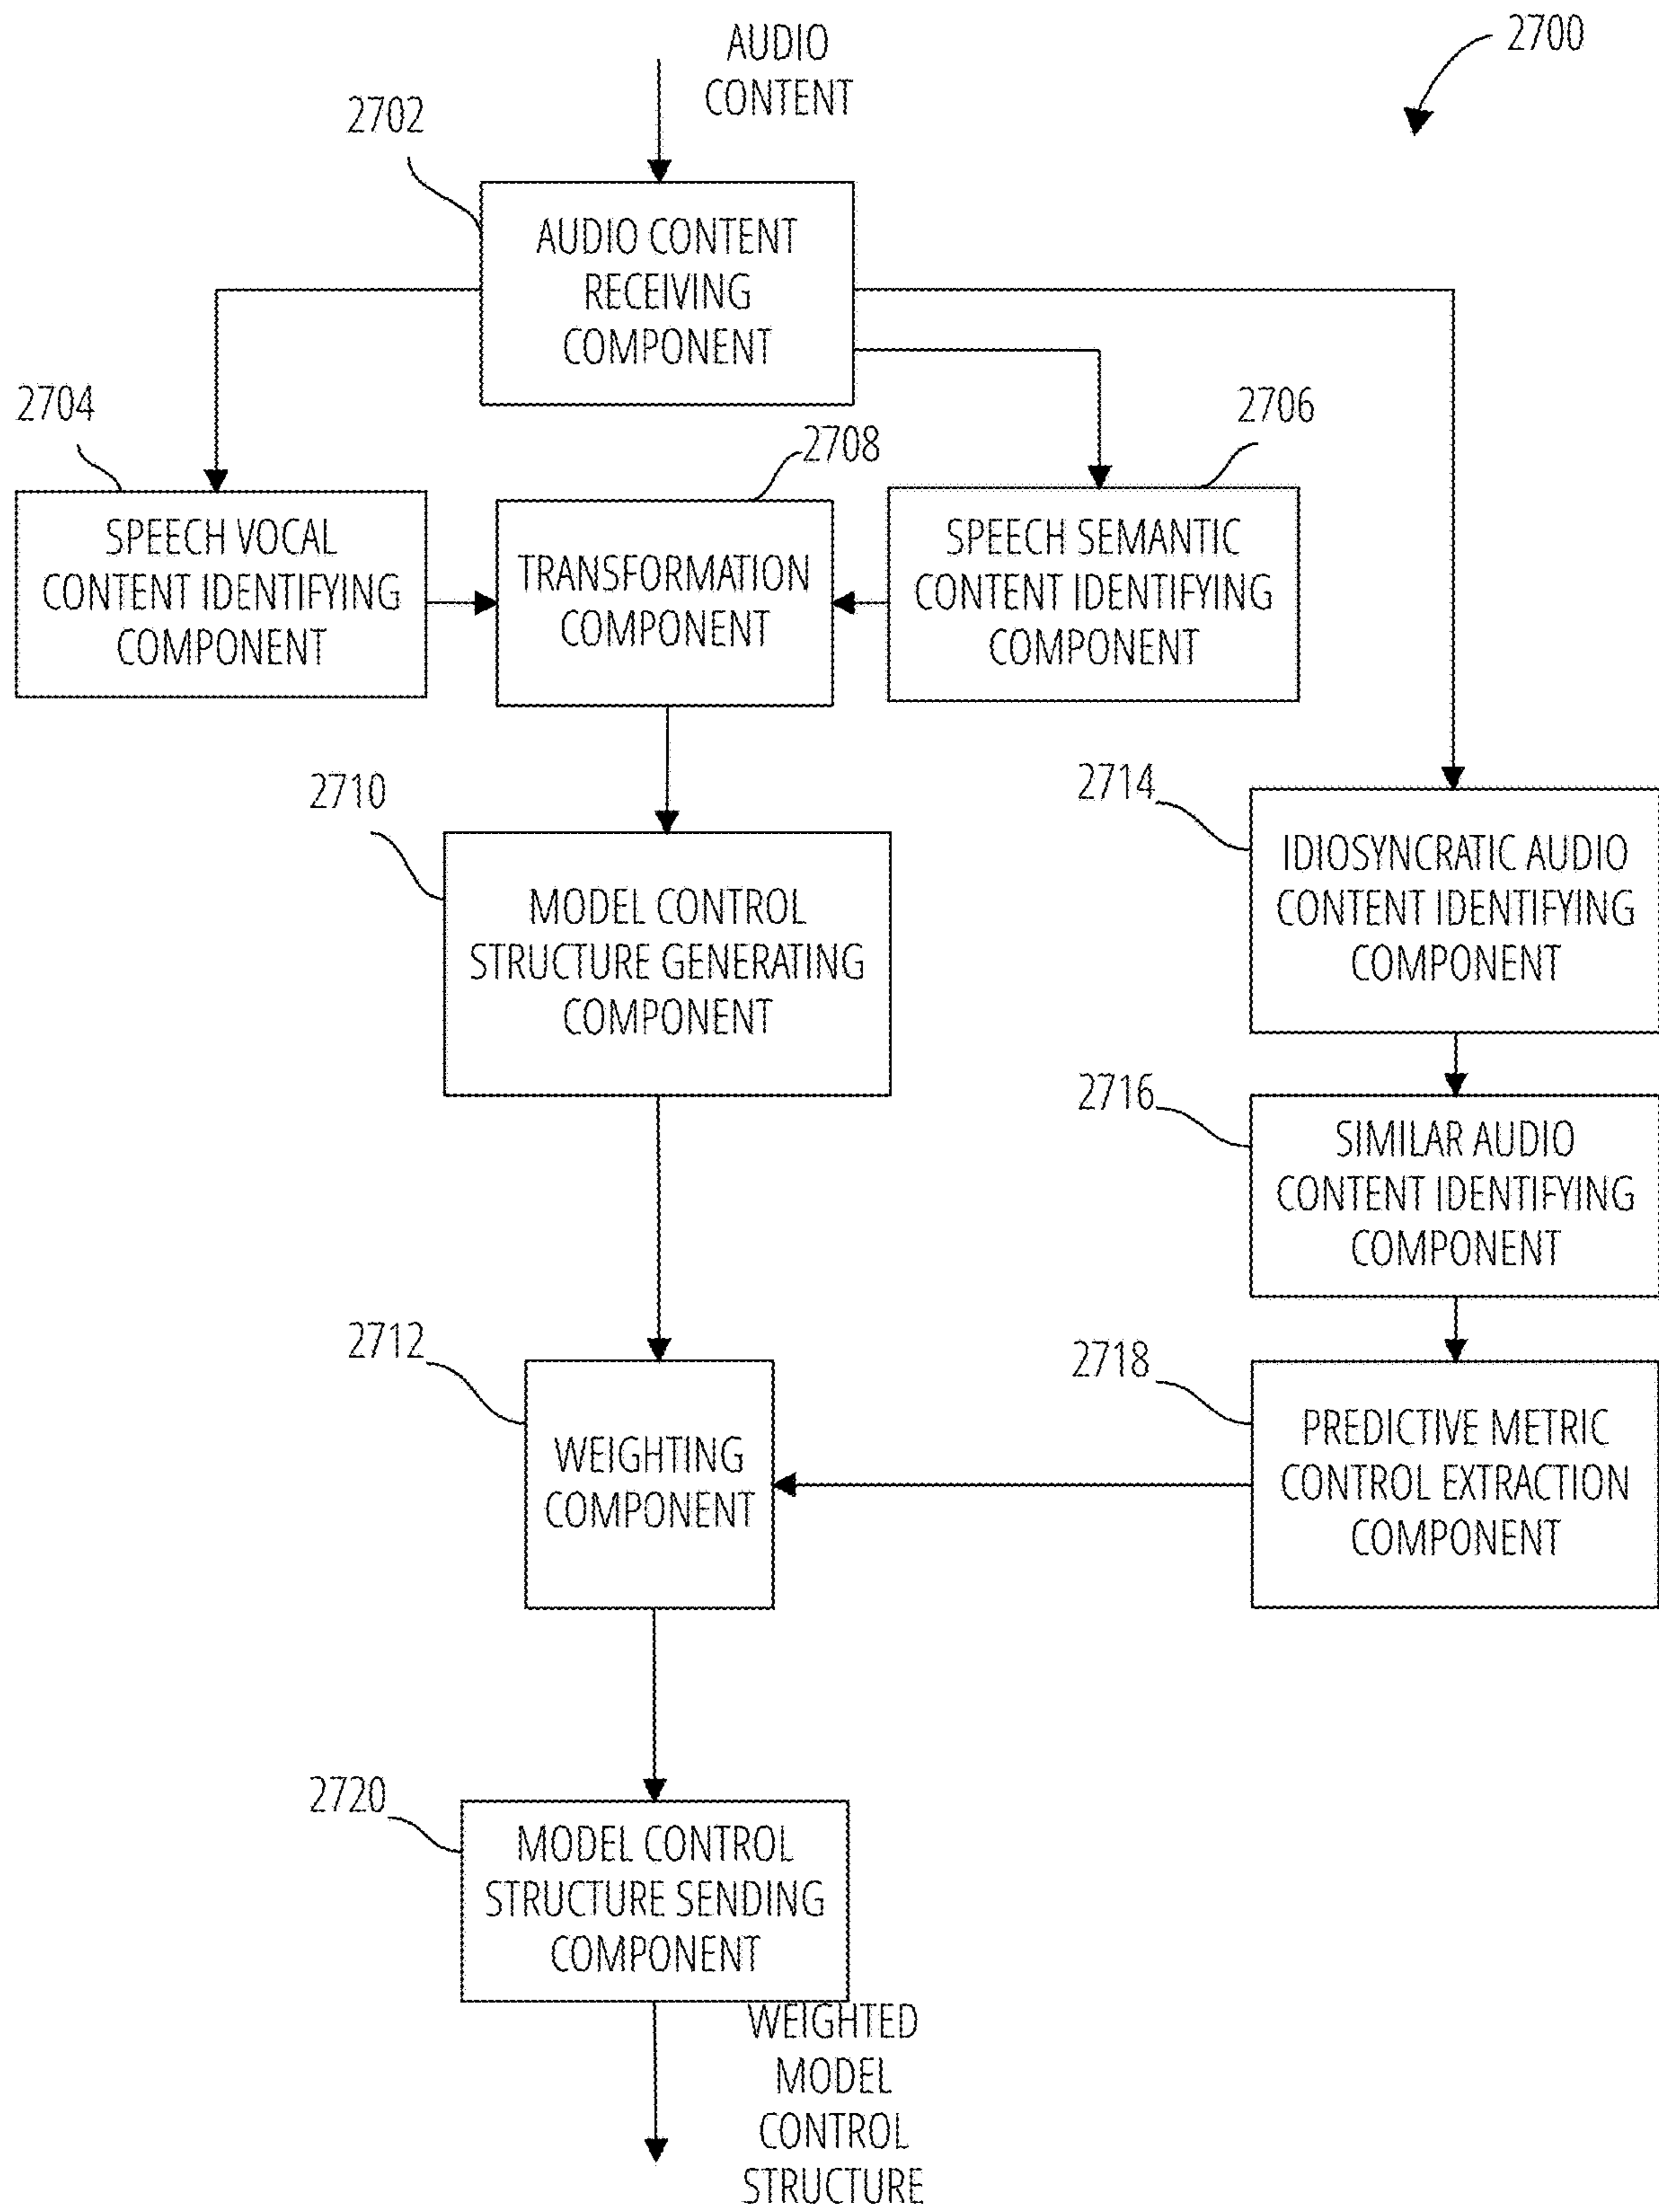 2700
AUDIO
CONTENT
2702
AUDIO CONTENT
RECEIVING
COMPONENT
2704
2706
2708
SPEECH VOCAL
CONTENT IDENTIFYING
COMPONENT
TRANSFORMATION
COMPONENT
SPEECH SEMANTIC
CONTENT IDENTIFYING
COMPONENT
2710
MODEL CONTROL
STRUCTURE GENERATING
COMPONENT
2714
IDIOSYNCRATIC AUDIO
CONTENT IDENTIFYING
COMPONENT
2716
SIMILAR AUDIO
CONTENT IDENTIFYING
COMPONENT
2712
WEIGHTING
COMPONENT
2718
PREDICTIVE METRIC
CONTROL EXTRACTION
COMPONENT
2720
MODEL CONTROL
STRUCTURE SENDING
COMPONENT
WEIGHTED
MODEL
CONTROL
STRUCTURE